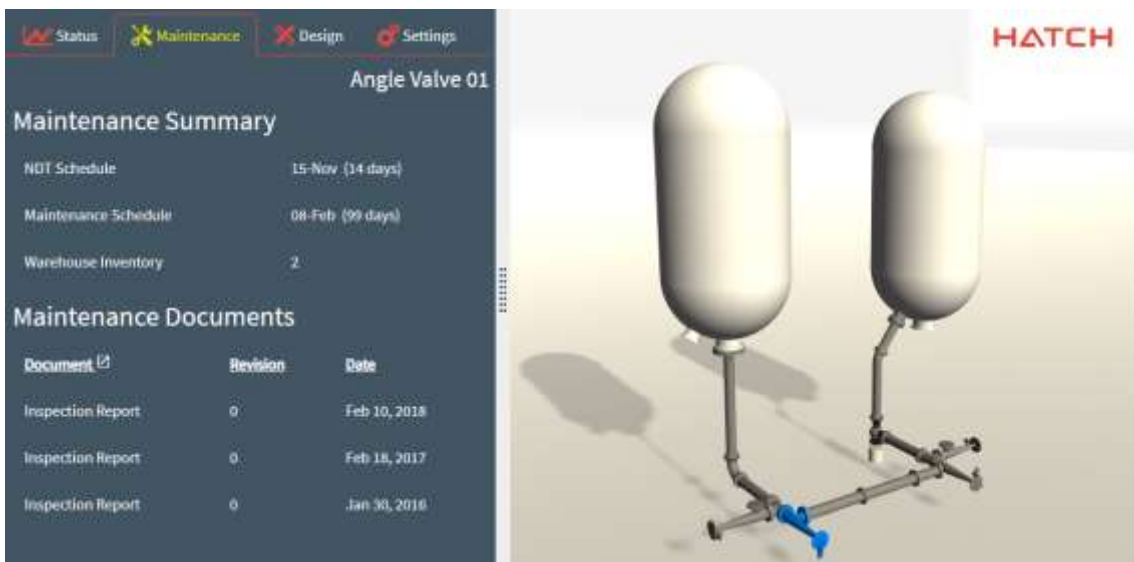 Status Maintenance Design Settings
HATCH
Angle Valve 01
Maintenance Summary
NDT Schedule 15-Nov (14 days)
Maintenance Schedule 08-Feb (99 days)
Warehouse Inventory 2
Maintenance Documents
Document Revision Date
Inspection Report 0 Feb 10, 2018
Inspection Report 0 Feb 18, 2017
Inspection Report 0 Jan 30, 2016